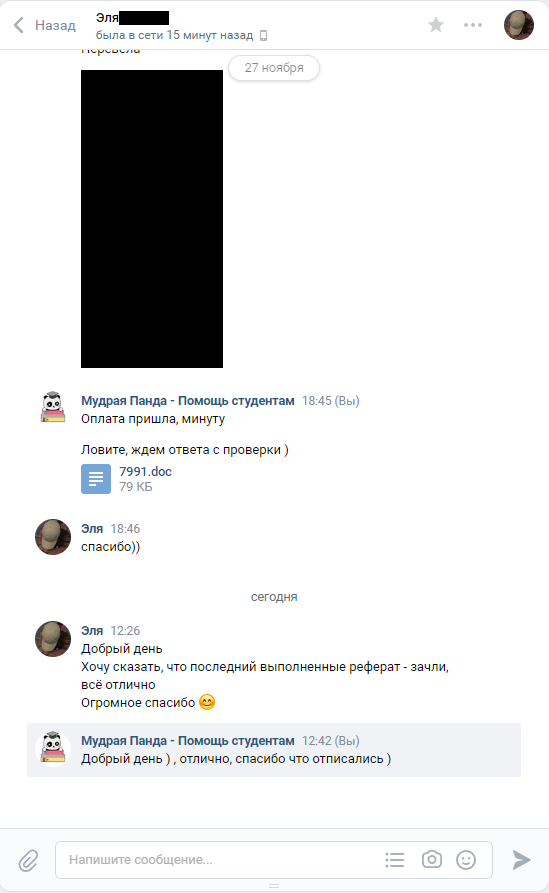 Назад
Эля
была в сети 15 минут назад
Перевела
27 ноября
Мудрая Панда - Помощь студентам 18:45 (Вы)
Оплата пришла, минуту
Ловите, ждем ответа с проверки )
7991.doc
79 КБ
Эля 18:46
спасибо))
сегодня
Эля 12:26
Добрый день
Хочу сказать, что последний выполненные реферат - зачли,
всё отлично
Огромное спасибо 😊
Мудрая Панда - Помощь студентам 12:42 (Вы)
Добрый день ) , отлично, спасибо что отписались )
Напишите сообщение...